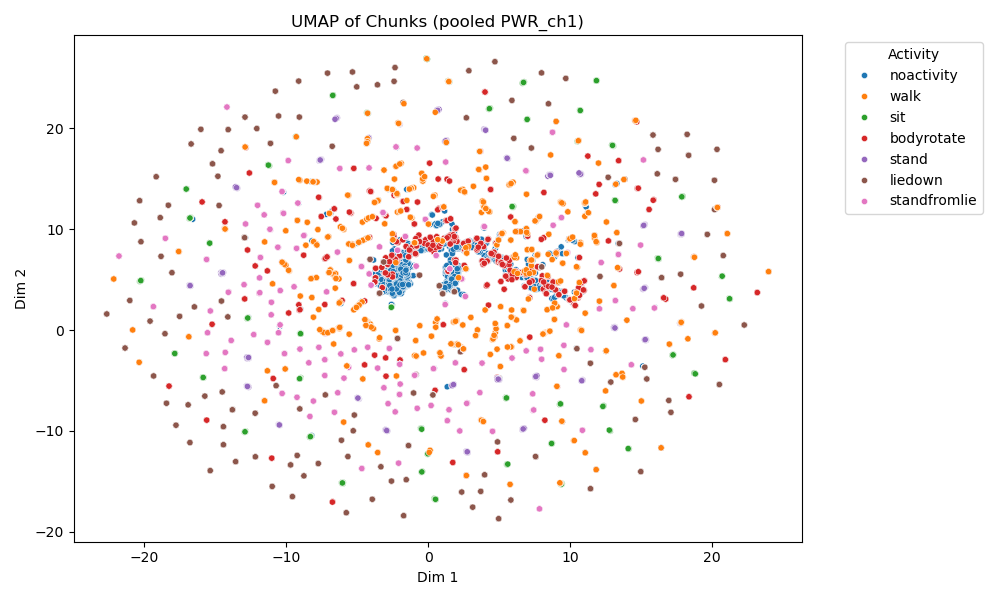 UMAP of Chunks (pooled PWR_ch1)
Activity
noactivity
walk
sit
bodyrotate
stand
liedown
standfromlie
Dim 2
20
10
0
−10
−20
−20
−10
0
10
20
Dim 1